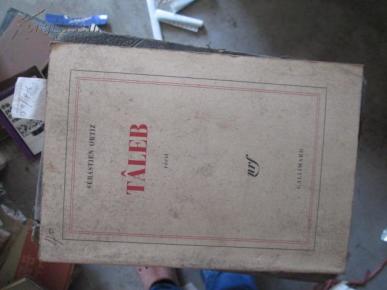 SÉBASTIEN ORTIZ
TÂLEB
récit
nrf
GALLIMARD